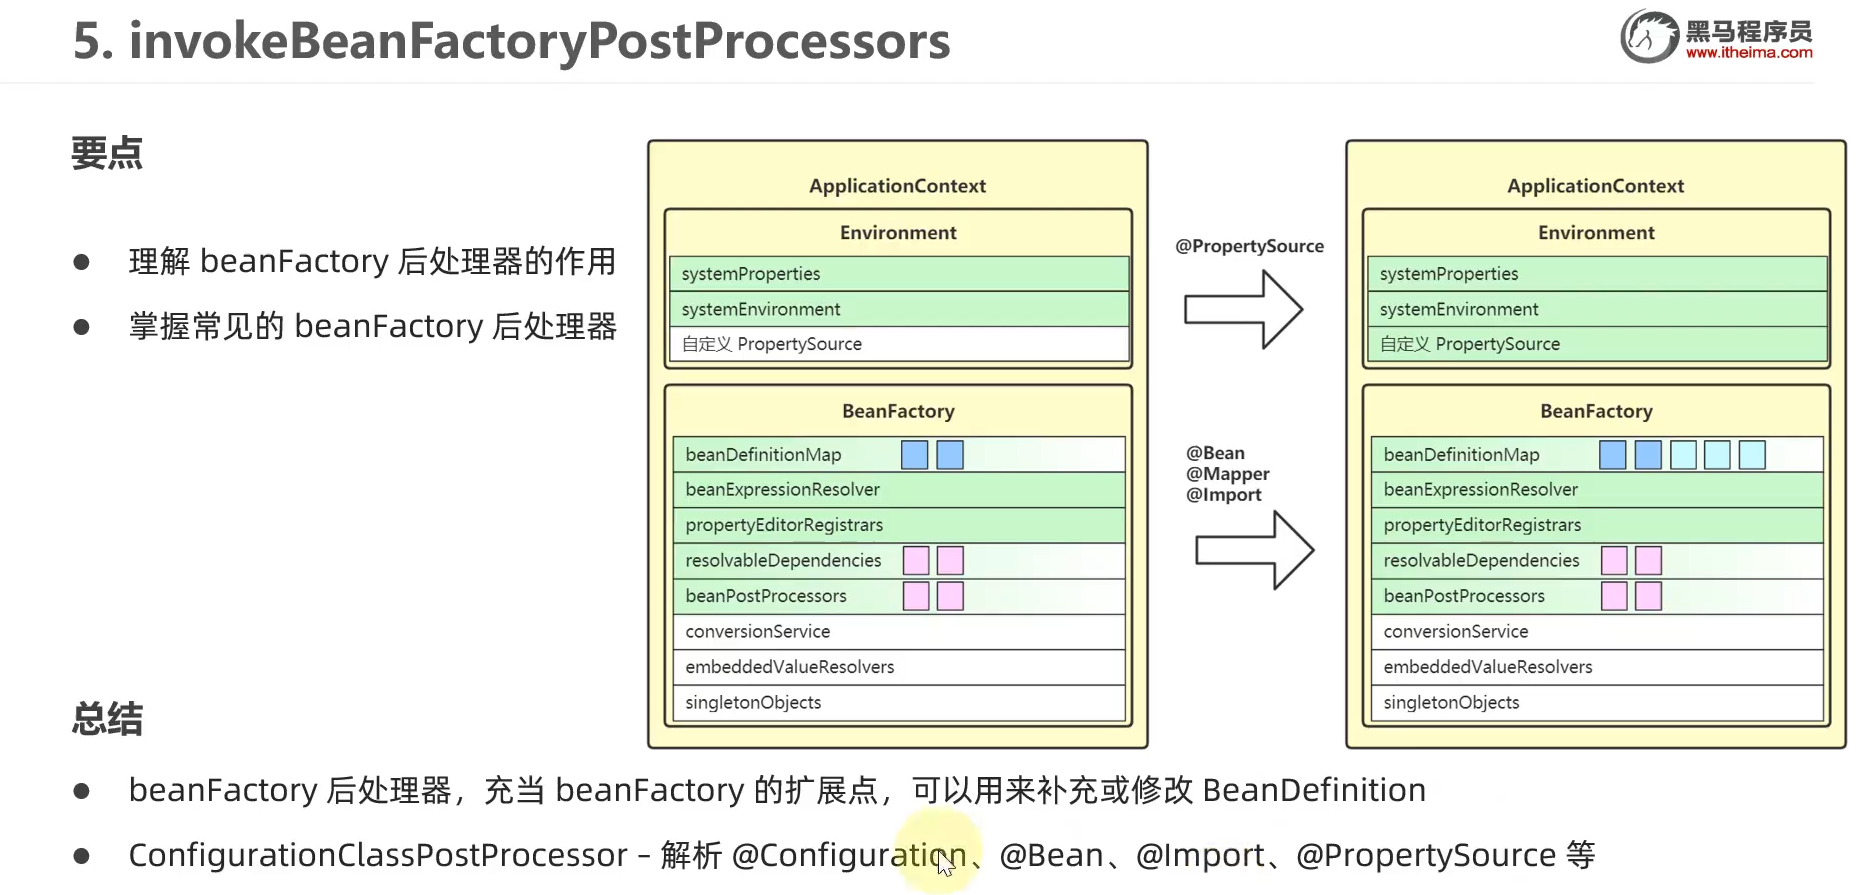 5. invokeBeanFactoryPostProcessors
黑马程序员
www.itheima.com
要点
● 理解 beanFactory 后处理器的作用
● 掌握常见的 beanFactory 后处理器
ApplicationContext
Environment
systemProperties
systemEnvironment
自定义 PropertySource
BeanFactory
beanDefinitionMap
beanExpressionResolver
propertyEditorRegistrars
resolvableDependencies
beanPostProcessors
conversionService
embeddedValueResolvers
singletonObjects
@PropertySource
@Bean
@Mapper
@Import
ApplicationContext
Environment
systemProperties
systemEnvironment
自定义 PropertySource
BeanFactory
beanDefinitionMap
beanExpressionResolver
propertyEditorRegistrars
resolvableDependencies
beanPostProcessors
conversionService
embeddedValueResolvers
singletonObjects
总结
● beanFactory 后处理器，充当 beanFactory 的扩展点，可以用来补充或修改 BeanDefinition
● ConfigurationClassPostProcessor – 解析 @Configuration、@Bean、@Import、@PropertySource 等